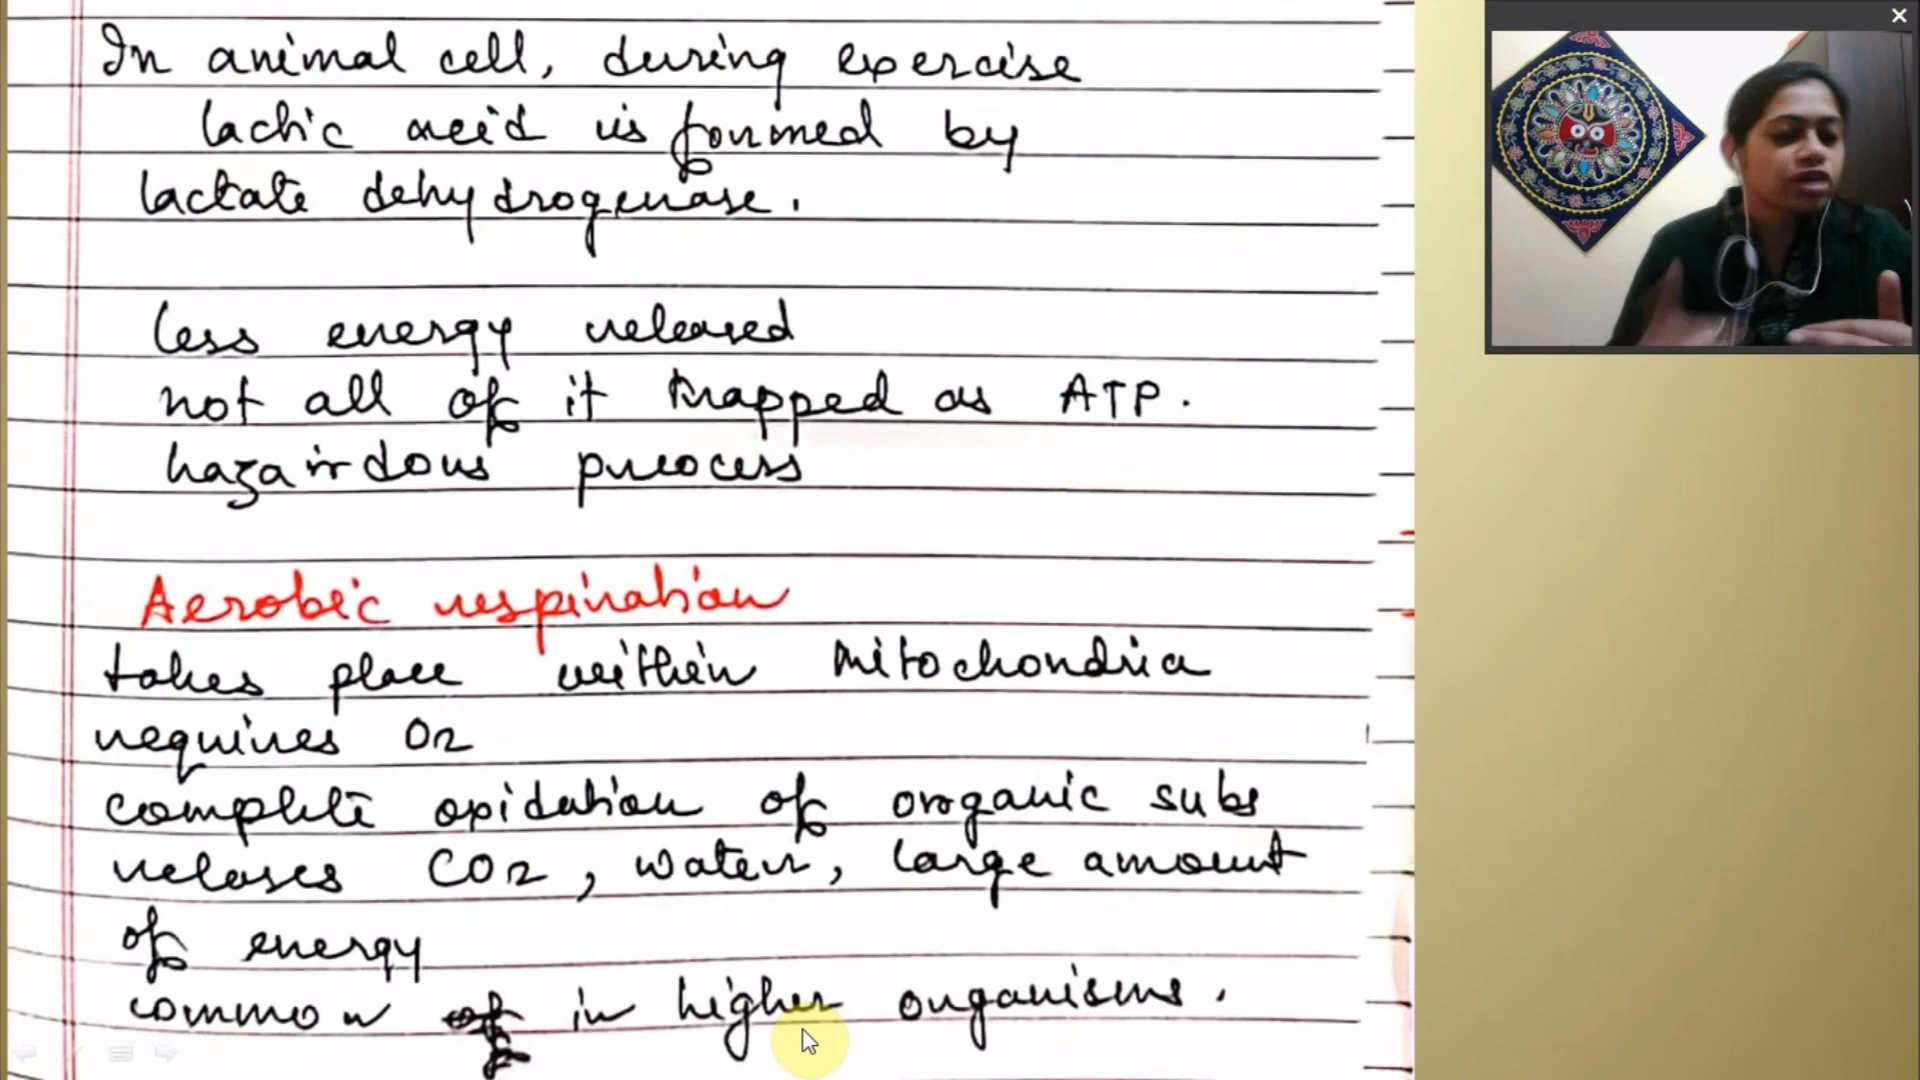 In animal cell, during exercise
lactic acid is formed by
lactate dehydrogenase.
less energy released
not all of it trapped as ATP.
hazardous process
Aerobic respiration
takes place within Mitochondria
requires O2
complete oxidation of organic subs
releases CO2, water, large amount
of energy
common in higher organisms.